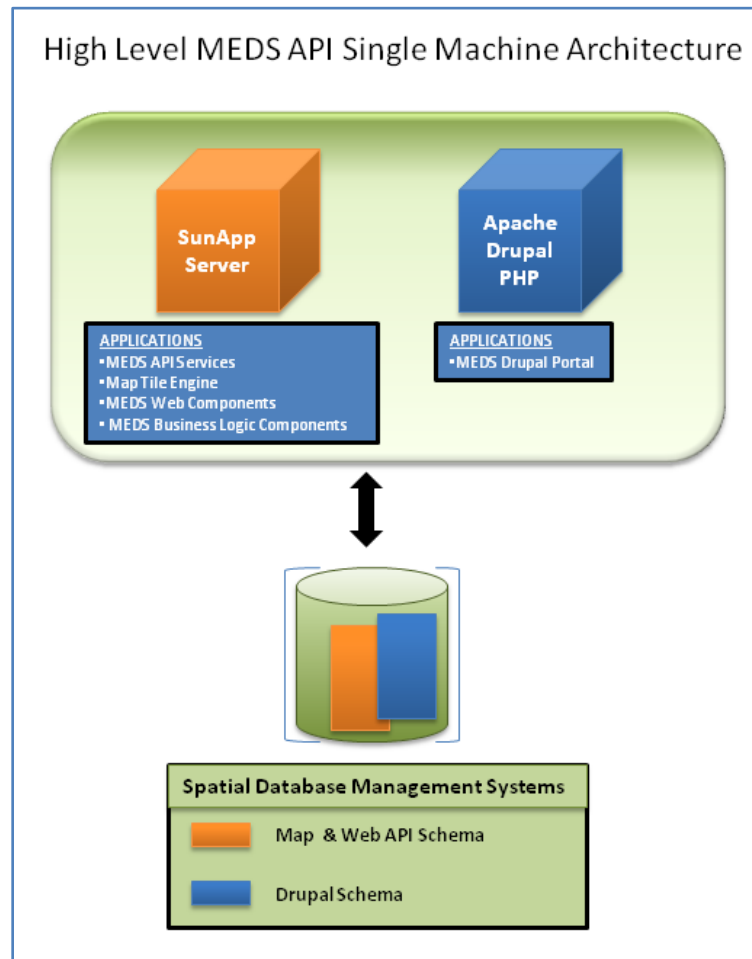 High Level MEDS API Single Machine Architecture
SunApp
Server
Apache
Drupal
PHP
APPLICATIONS
▪MEDS API Services
▪Map Tile Engine
▪MEDS Web Components
▪ MEDS Business Logic Components
APPLICATIONS
▪MEDS Drupal Portal
Spatial Database Management Systems
Map & Web API Schema
Drupal Schema